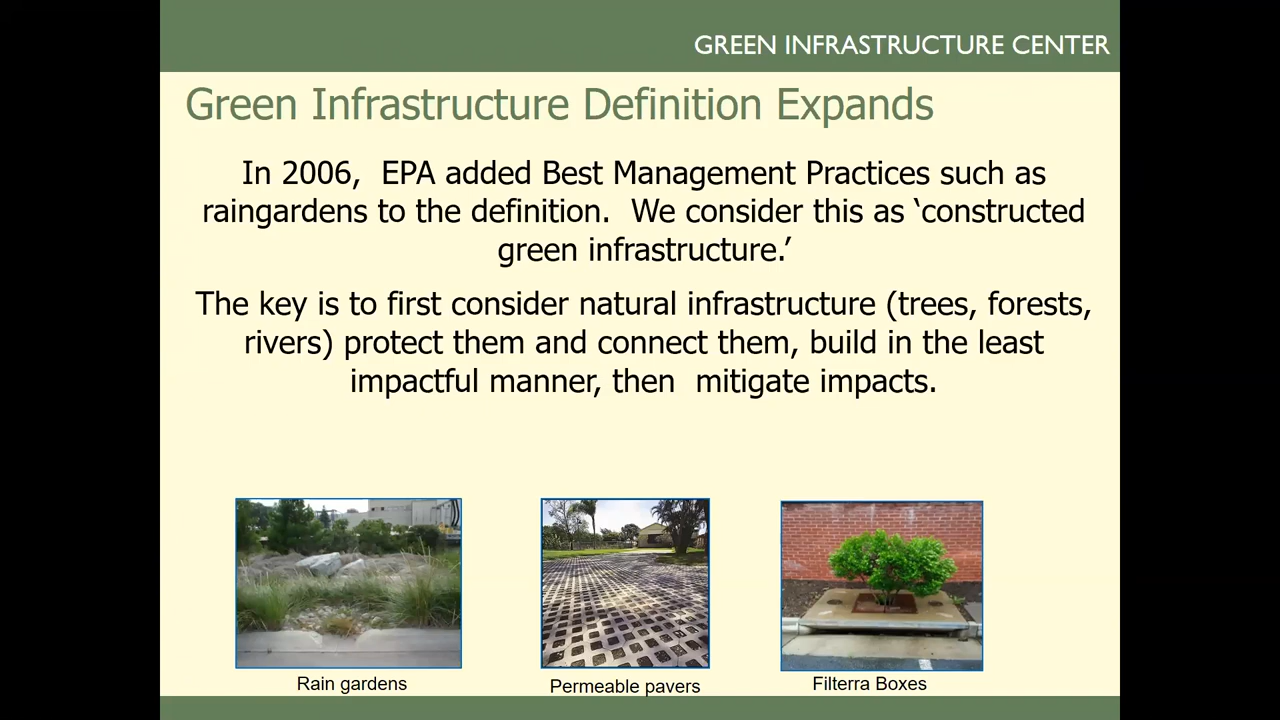 GREEN INFRASTRUCTURE CENTER
Green Infrastructure Definition Expands
In 2006,  EPA added Best Management Practices such as
raingardens to the definition.  We consider this as ‘constructed
green infrastructure.’
The key is to first consider natural infrastructure (trees, forests,
rivers) protect them and connect them, build in the least
impactful manner, then  mitigate impacts.
Rain gardens
Permeable pavers
Filterra Boxes